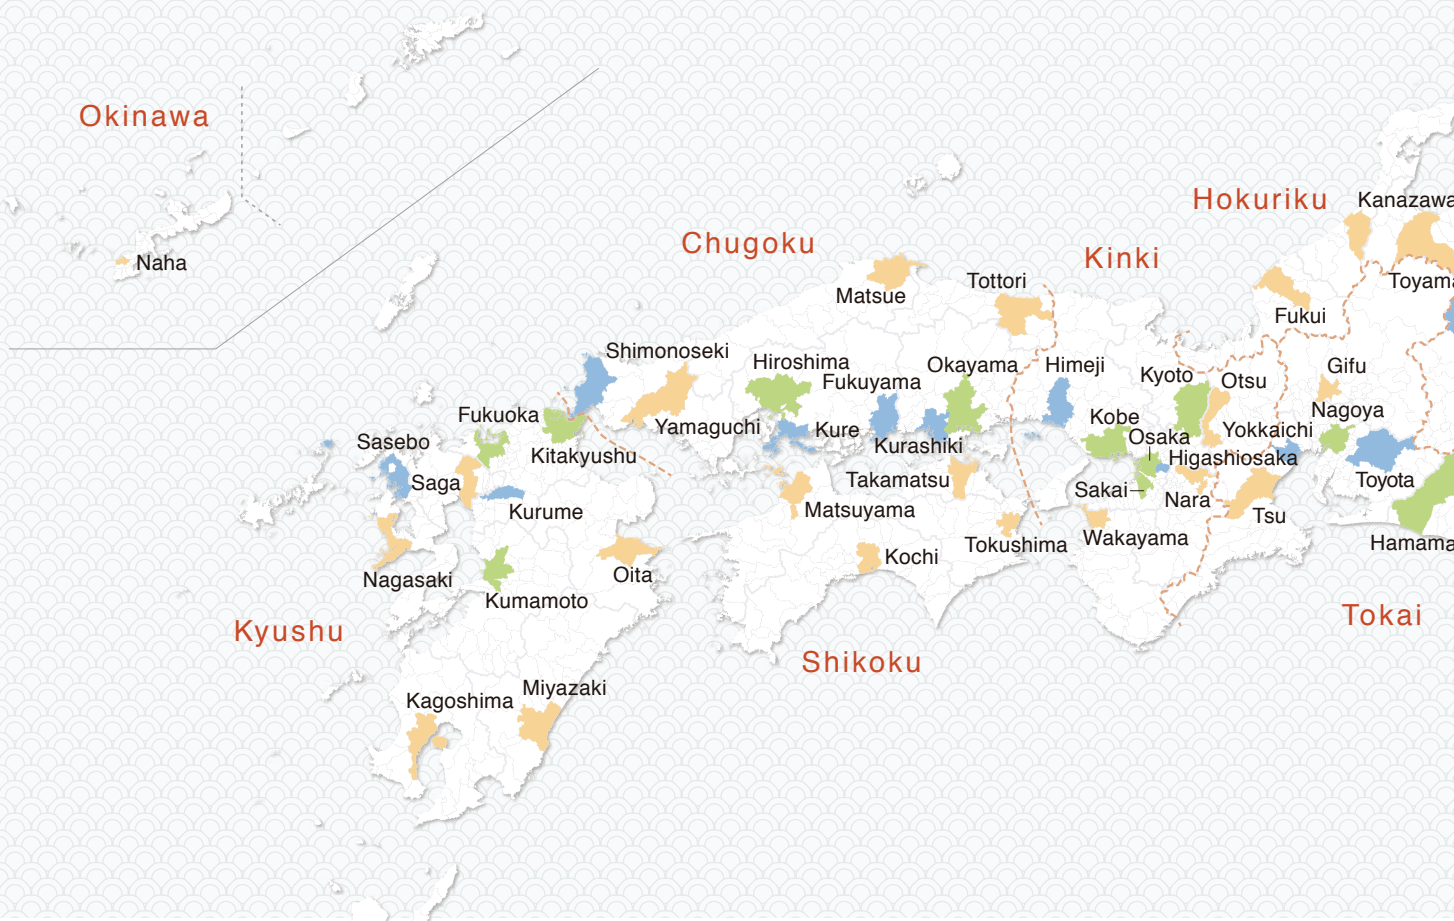 Okinawa
Hokuriku
Kanazawa
Chugoku
Kinki
Naha
Tottori
Toyama
Matsue
Fukui
Shimonoseki
Hiroshima
Okayama
Himeji
Gifu
Kyoto
Otsu
Fukuyama
Nagoya
Fukuoka
Kobe
Yamaguchi
Kure
Yokkaichi
Osaka
Sasebo
Kurashiki
Kitakyushu
Higashiosaka
Saga
Takamatsu
Toyota
Sakai
Nara
Kurume
Matsuyama
Tsu
Wakayama
Tokushima
Hamama
Kochi
Nagasaki
Oita
Kumamoto
Tokai
Kyushu
Shikoku
Miyazaki
Kagoshima